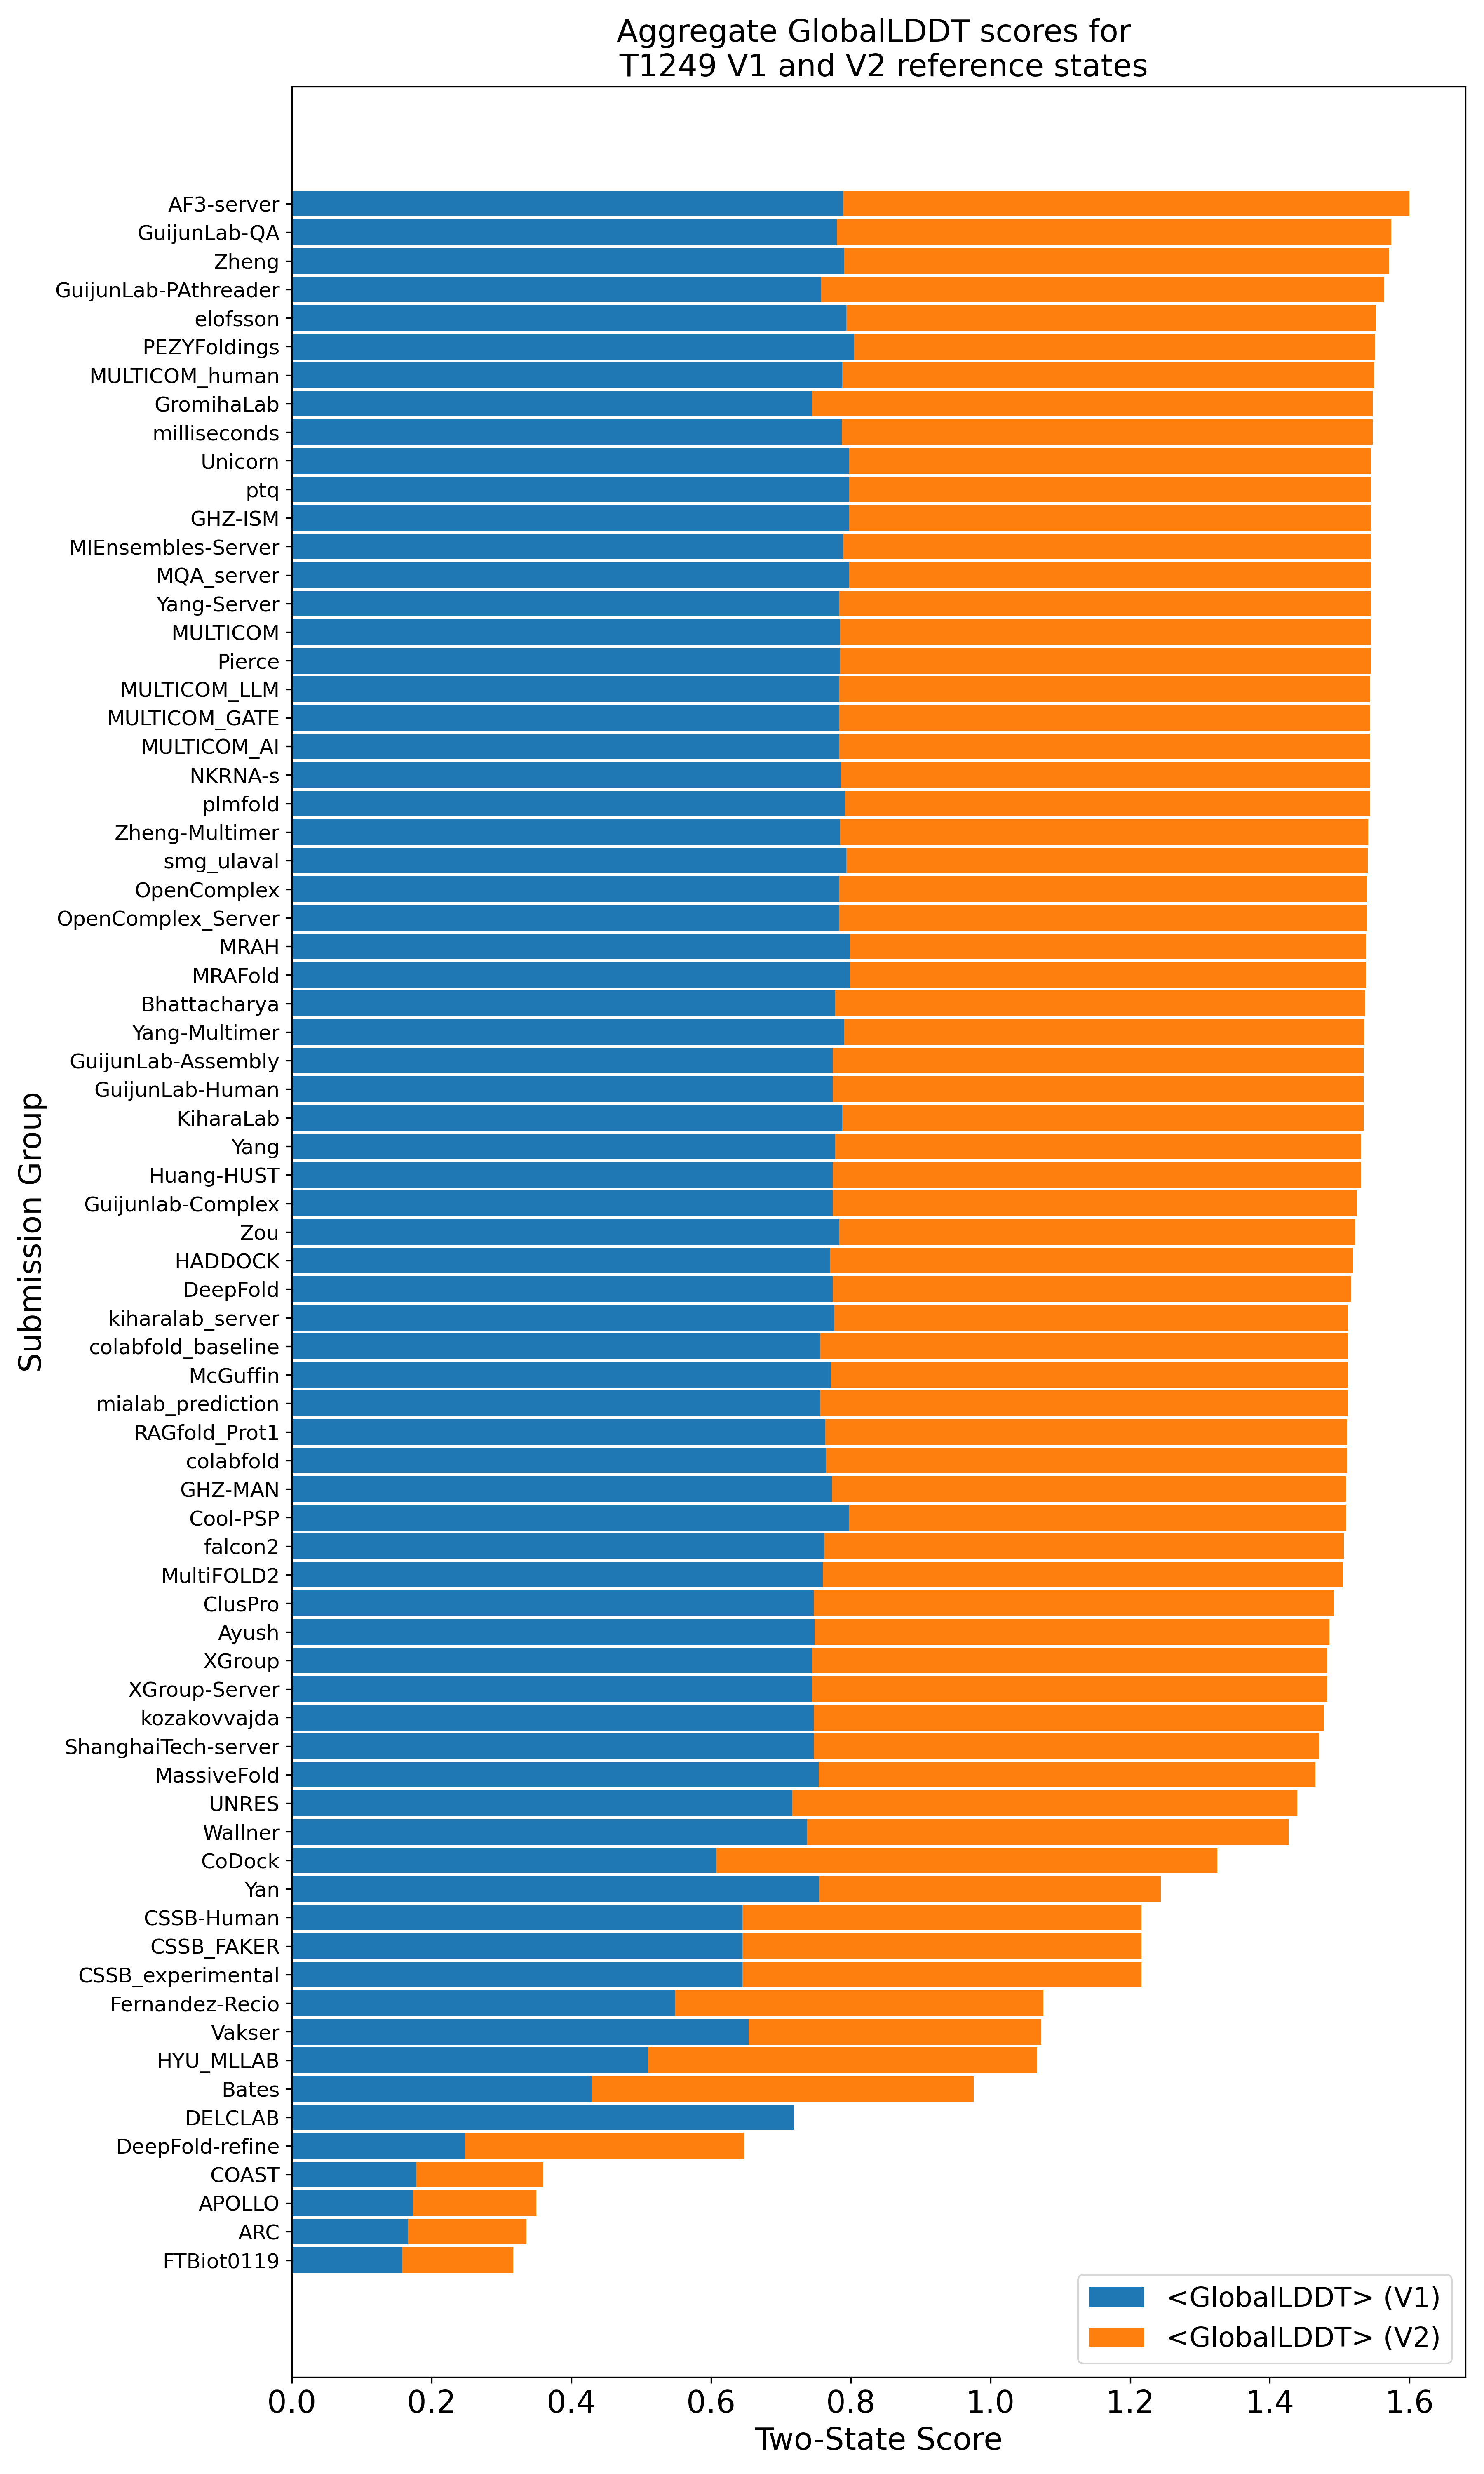 Aggregate GlobalLDDT scores for
T1249 V1 and V2 reference states
Submission Group
AF3-server
GuijunLab-QA
Zheng
GuijunLab-PAthreader
elofsson
PEZYFoldings
MULTICOM_human
GromihaLab
milliseconds
Unicorn
ptq
GHZ-ISM
MIEnsembles-Server
MQA_server
Yang-Server
MULTICOM
Pierce
MULTICOM_LLM
MULTICOM_GATE
MULTICOM_AI
NKRNA-s
plmfold
Zheng-Multimer
smg_ulaval
OpenComplex
OpenComplex_Server
MRAH
MRAFold
Bhattacharya
Yang-Multimer
GuijunLab-Assembly
GuijunLab-Human
KiharaLab
Yang
Huang-HUST
Guijunlab-Complex
Zou
HADDOCK
DeepFold
kiharalab_server
colabfold_baseline
McGuffin
mialab_prediction
RAGfold_Prot1
colabfold
GHZ-MAN
Cool-PSP
falcon2
MultiFOLD2
ClusPro
Ayush
XGroup
XGroup-Server
kozakovvajda
ShanghaiTech-server
MassiveFold
UNRES
Wallner
CoDock
Yan
CSSB-Human
CSSB_FAKER
CSSB_experimental
Fernandez-Recio
Vakser
HYU_MLLAB
Bates
DELCLAB
DeepFold-refine
COAST
APOLLO
ARC
FTBiot0119
<GlobalLDDT> (V1)
<GlobalLDDT> (V2)
0.0 0.2 0.4 0.6 0.8 1.0 1.2 1.4 1.6
Two-State Score